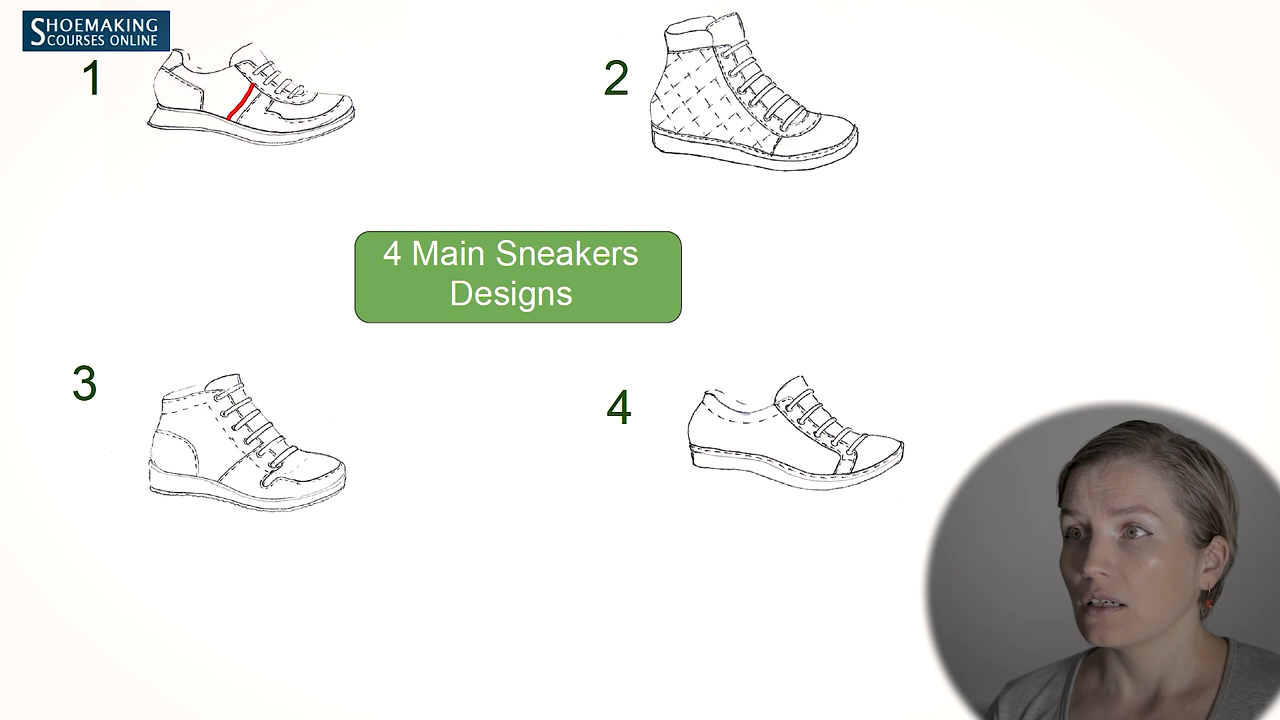 SHOEMAKING
COURSES ONLINE
1
2
4 Main Sneakers
Designs
3
4